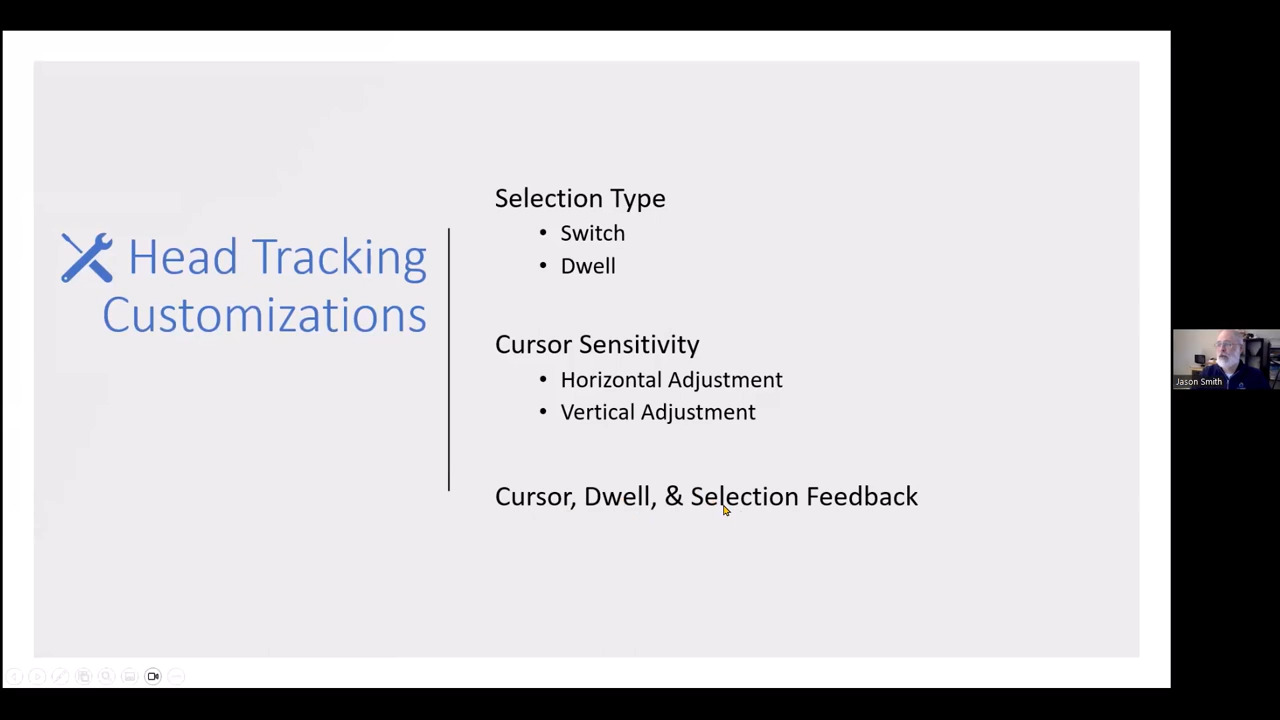 Head Tracking
Customizations
Selection Type
• Switch
• Dwell
Cursor Sensitivity
• Horizontal Adjustment
• Vertical Adjustment
Cursor, Dwell, & Selection Feedback
Jason Smith